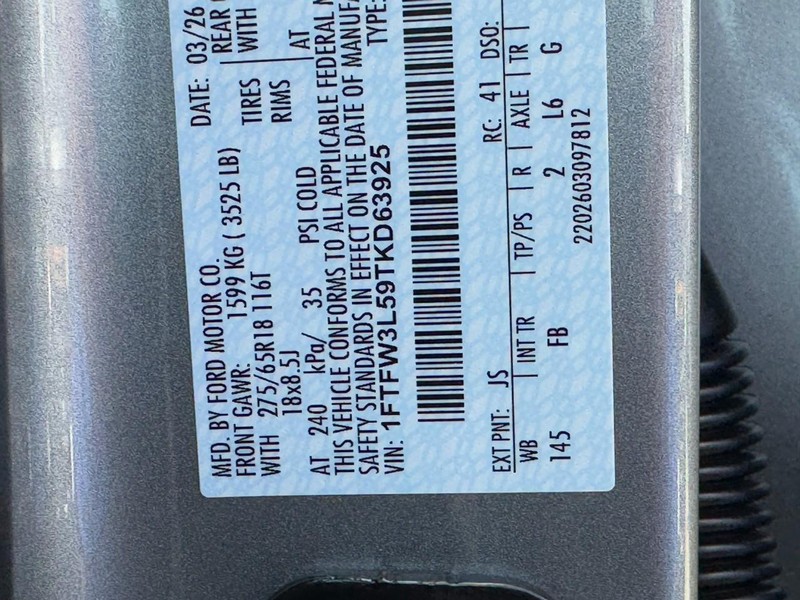 MFD. BY FORD MOTOR CO.
DATE: 03/26
FRONT GAWR: 1599 KG ( 3525 LB)
REAR
WITH 275/65R18 116T
TIRES
WITH
18x8.5J
RIMS
AT 240 kPa/ 35 PSI COLD
AT
THIS VEHICLE CONFORMS TO ALL APPLICABLE FEDERAL
SAFETY STANDARDS IN EFFECT ON THE DATE OF MANUFA
VIN: 1FTFW3L59TKD63925
TYPE:
EXT PNT: JS
RC: 41 DSO:
WB | INT TR | TP/PS | R | AXLE | TR |
145 FB 2 L6 G
2202603097812